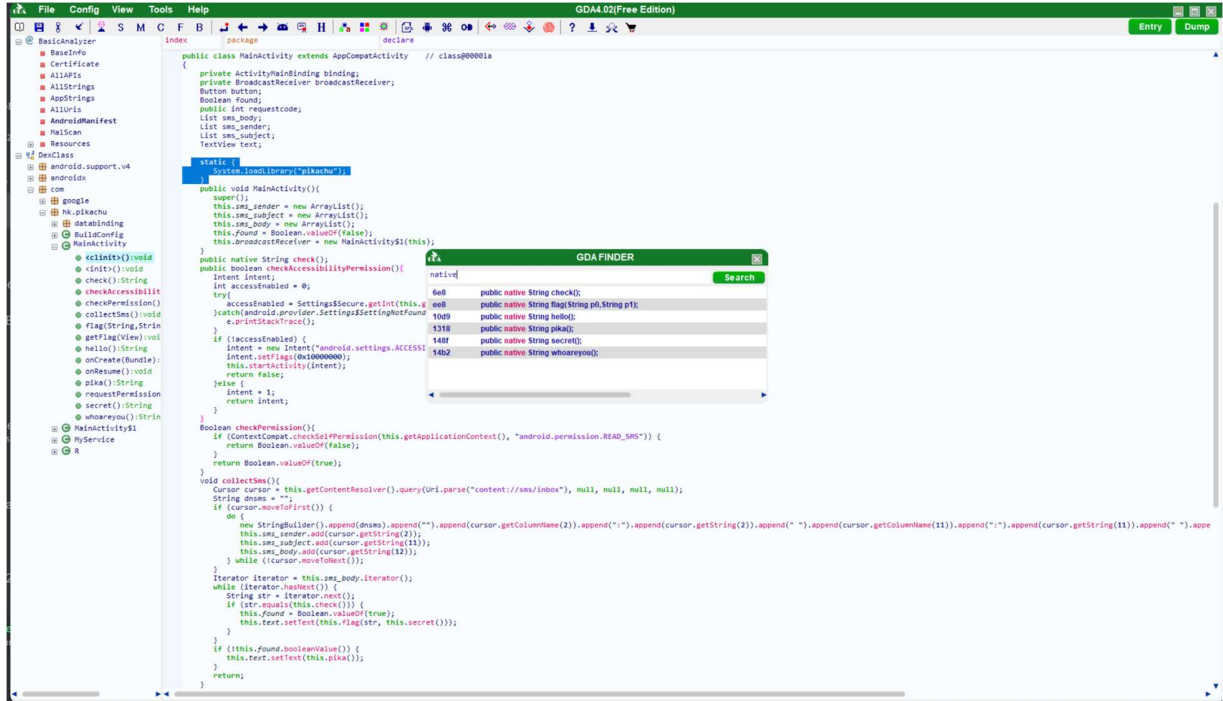 GDA File Config View Tools Help GDA4.02(Free Edition)
S M C F B H ? Entry Dump
BasicAnalyzer
BaseInfo
Certificate
AllAPIs
AllStrings
AppStrings
AllUris
AndroidManifest
MalScan
Resources
DexClass
android.support.v4
androidx
com
google
hk.pikachu
databinding
BuildConfig
MainActivity
<clinit>():void
<init>():void
check():String
checkAccessibilit
checkPermission()
collectSms():void
flag(String,Strin
getFlag(View):voi
hello():String
onCreate(Bundle):
onResume():void
pika():String
requestPermission
secret():String
whoareyou():Strin
MainActivity$1
MyService
R
index package declare
public class MainActivity extends AppCompatActivity // class@00001a
{
private ActivityMainBinding binding;
private BroadcastReceiver broadcastReceiver;
Button button;
Boolean found;
public int requestcode;
List sms_body;
List sms_sender;
List sms_subject;
TextView text;
static {
System.loadLibrary("pikachu");
}
public void MainActivity(){
super();
this.sms_sender = new ArrayList();
this.sms_subject = new ArrayList();
this.sms_body = new ArrayList();
this.found = Boolean.valueOf(false);
this.broadcastReceiver = new MainActivity$1(this);
}
public native String check();
public boolean checkAccessibilityPermission(){
Intent intent;
int accessEnabled = 0;
try{
accessEnabled = Settings$Secure.getInt(this.g
}catch(android.provider.Settings$SettingNotFound
e.printStackTrace();
}
if (!accessEnabled) {
intent = new Intent("android.settings.ACCESSI
intent.setFlags(0x10000000);
this.startActivity(intent);
return false;
}else {
intent = 1;
return intent;
}
}
Boolean checkPermission(){
if (ContextCompat.checkSelfPermission(this.getApplicationContext(), "android.permission.READ_SMS")) {
return Boolean.valueOf(false);
}
return Boolean.valueOf(true);
}
void collectSms(){
Cursor cursor = this.getContentResolver().query(Uri.parse("content://sms/inbox"), null, null, null, null);
String dnsms = "";
if (cursor.moveToFirst()) {
do {
new StringBuilder().append(dnsms).append("").append(cursor.getColumnName(2)).append(":").append(cursor.getString(2)).append(" ").append(cursor.getColumnName(11)).append(":").append(cursor.getString(11)).append(" ").appe
this.sms_sender.add(cursor.getString(2));
this.sms_subject.add(cursor.getString(11));
this.sms_body.add(cursor.getString(12));
} while (!cursor.moveToNext());
}
Iterator iterator = this.sms_body.iterator();
while (iterator.hasNext()) {
String str = iterator.next();
if (str.equals(this.check())) {
this.found = Boolean.valueOf(true);
this.text.setText(this.flag(str, this.secret()));
}
}
if (!this.found.booleanValue()) {
this.text.setText(this.pika());
}
return;
}
GDA GDA FINDER
native Search
6e8 public native String check();
ee8 public native String flag(String p0,String p1);
10d9 public native String hello();
1318 public native String pika();
148f public native String secret();
14b2 public native String whoareyou();